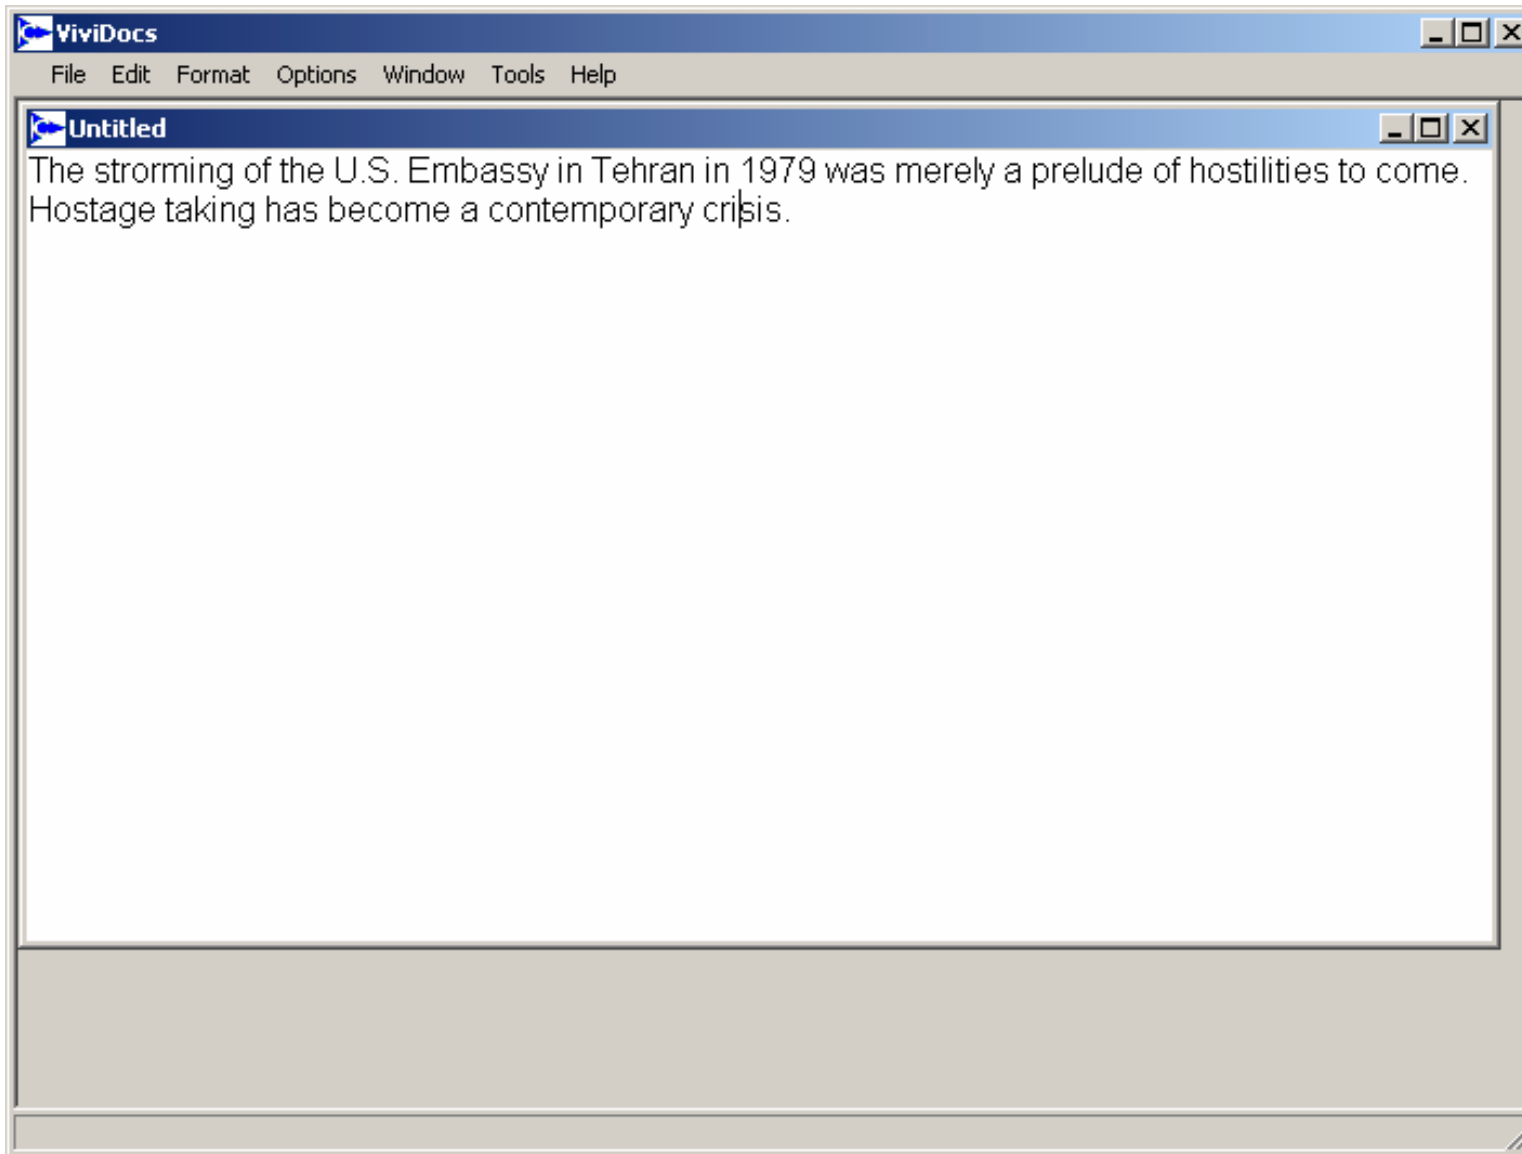 ViviDocs
File Edit Format Options Window Tools Help
Untitled
The strorming of the U.S. Embassy in Tehran in 1979 was merely a prelude of hostilities to come.
Hostage taking has become a contemporary crisis.